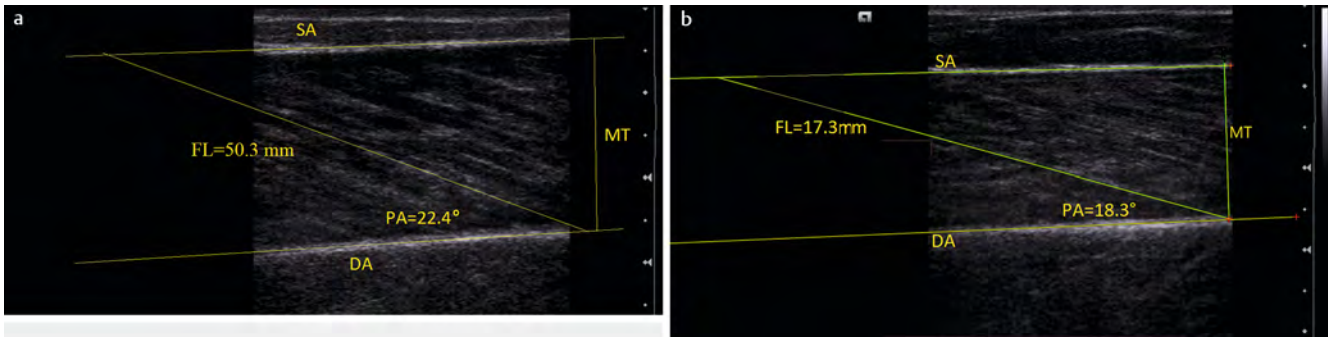 a
SA
FL=50.3 mm
MT
PA=22.4°
DA
b
SA
FL=17.3mm
MT
PA=18.3°
DA